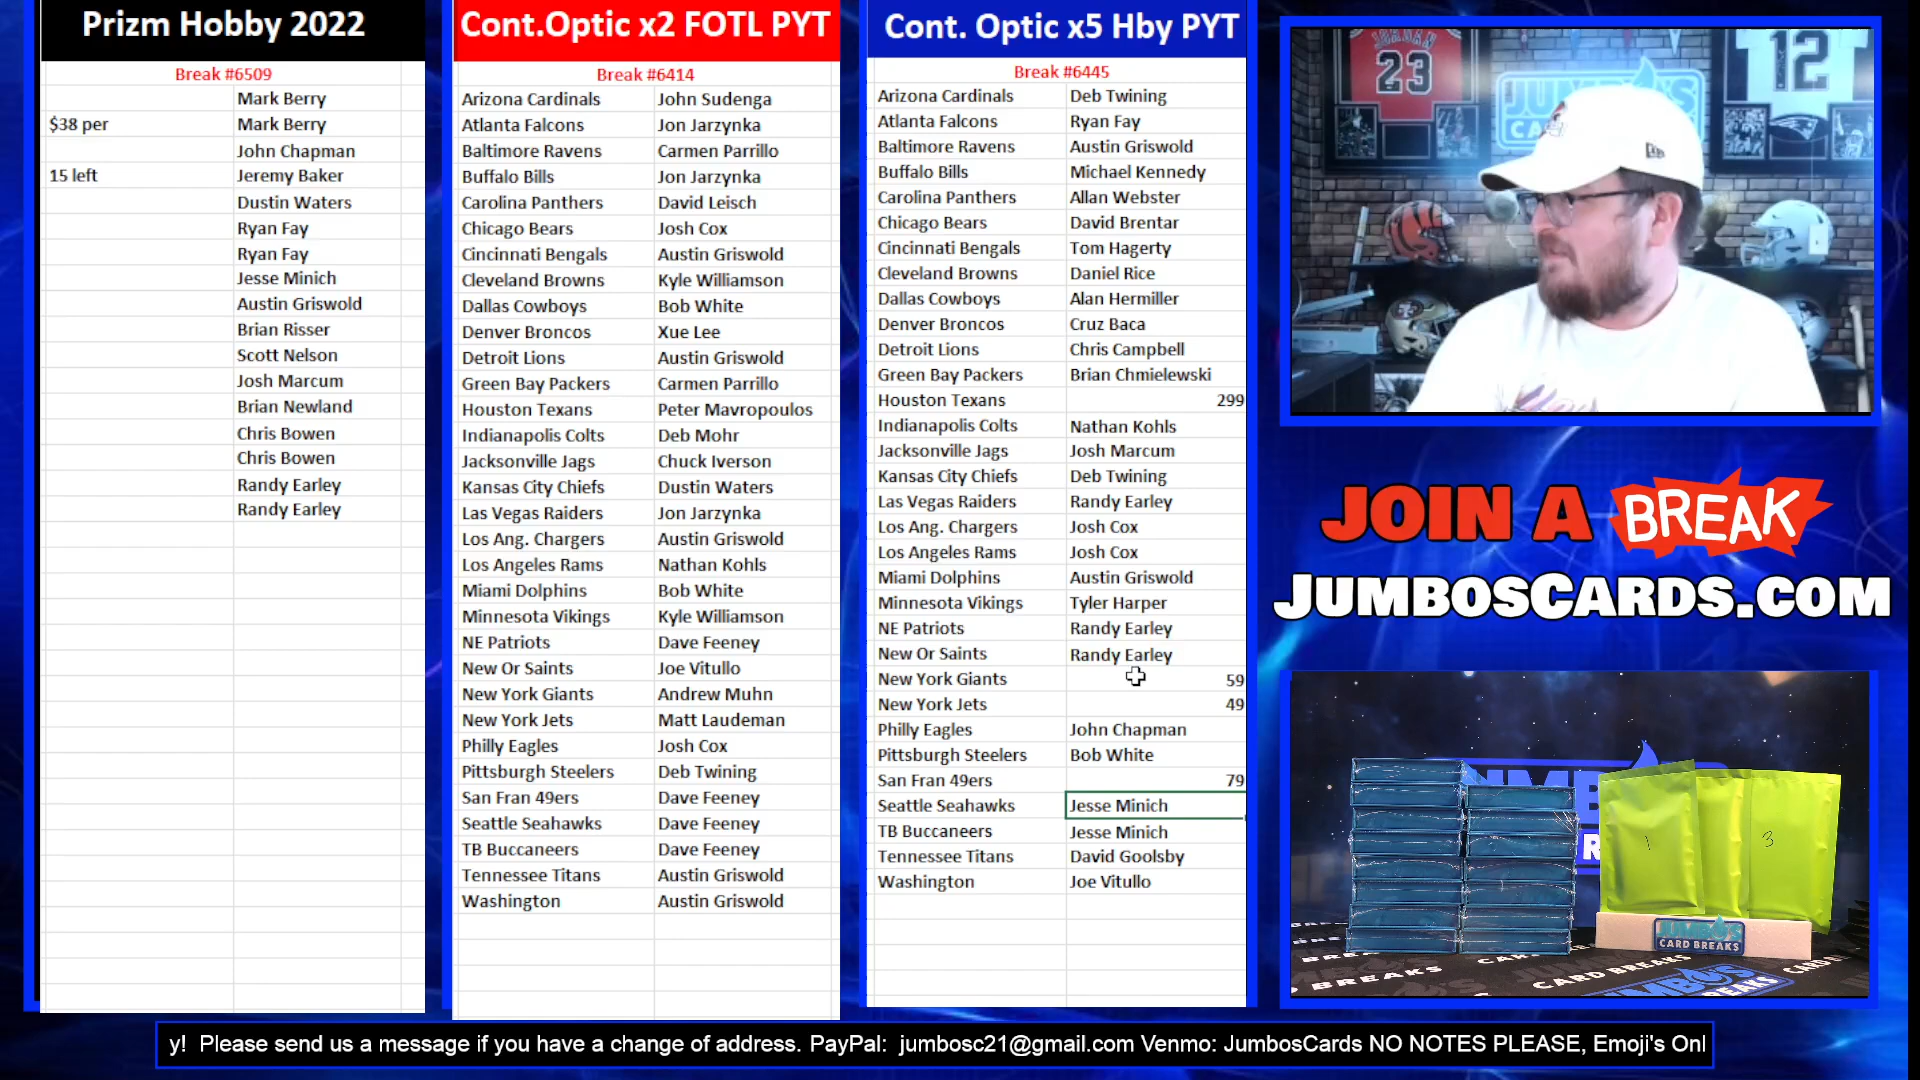 Prizm Hobby 2022
Break #6509
Mark Berry
$38 per Mark Berry
John Chapman
15 left Jeremy Baker
Dustin Waters
Ryan Fay
Ryan Fay
Jesse Minich
Austin Griswold
Brian Risser
Scott Nelson
Josh Marcum
Brian Newland
Chris Bowen
Chris Bowen
Randy Earley
Randy Earley
Cont.Optic x2 FOTL PYT
Break #6414
Arizona Cardinals John Sudenga
Atlanta Falcons Jon Jarzynka
Baltimore Ravens Carmen Parrillo
Buffalo Bills Jon Jarzynka
Carolina Panthers David Leisch
Chicago Bears Josh Cox
Cincinnati Bengals Austin Griswold
Cleveland Browns Kyle Williamson
Dallas Cowboys Bob White
Denver Broncos Xue Lee
Detroit Lions Austin Griswold
Green Bay Packers Carmen Parrillo
Houston Texans Peter Mavropoulos
Indianapolis Colts Deb Mohr
Jacksonville Jags Chuck Iverson
Kansas City Chiefs Dustin Waters
Las Vegas Raiders Jon Jarzynka
Los Ang. Chargers Austin Griswold
Los Angeles Rams Nathan Kohls
Miami Dolphins Bob White
Minnesota Vikings Kyle Williamson
NE Patriots Dave Feeney
New Or Saints Joe Vitullo
New York Giants Andrew Muhn
New York Jets Matt Laudeman
Philly Eagles Josh Cox
Pittsburgh Steelers Deb Twining
San Fran 49ers Dave Feeney
Seattle Seahawks Dave Feeney
TB Buccaneers Dave Feeney
Tennessee Titans Austin Griswold
Washington Austin Griswold
Cont. Optic x5 Hby PYT
Break #6445
Arizona Cardinals Deb Twining
Atlanta Falcons Ryan Fay
Baltimore Ravens Austin Griswold
Buffalo Bills Michael Kennedy
Carolina Panthers Allan Webster
Chicago Bears David Brentar
Cincinnati Bengals Tom Hagerty
Cleveland Browns Daniel Rice
Dallas Cowboys Alan Hermiller
Denver Broncos Cruz Baca
Detroit Lions Chris Campbell
Green Bay Packers Brian Chmielewski
Houston Texans 299
Indianapolis Colts Nathan Kohls
Jacksonville Jags Josh Marcum
Kansas City Chiefs Deb Twining
Las Vegas Raiders Randy Earley
Los Ang. Chargers Josh Cox
Los Angeles Rams Josh Cox
Miami Dolphins Austin Griswold
Minnesota Vikings Tyler Harper
NE Patriots Randy Earley
New Or Saints Randy Earley
New York Giants 59
New York Jets 49
Philly Eagles John Chapman
Pittsburgh Steelers Bob White
San Fran 49ers 79
Seattle Seahawks Jesse Minich
TB Buccaneers Jesse Minich
Tennessee Titans David Goolsby
Washington Joe Vitullo
JORDAN
23
12
JOIN A BREAK
JUMBOSCARDS.COM
1
3
JUMBO'S
CARD BREAKS
CARD BREAKS
BREAKS
y! Please send us a message if you have a change of address. PayPal: jumbosc21@gmail.com Venmo: JumbosCards NO NOTES PLEASE, Emoji's Onl